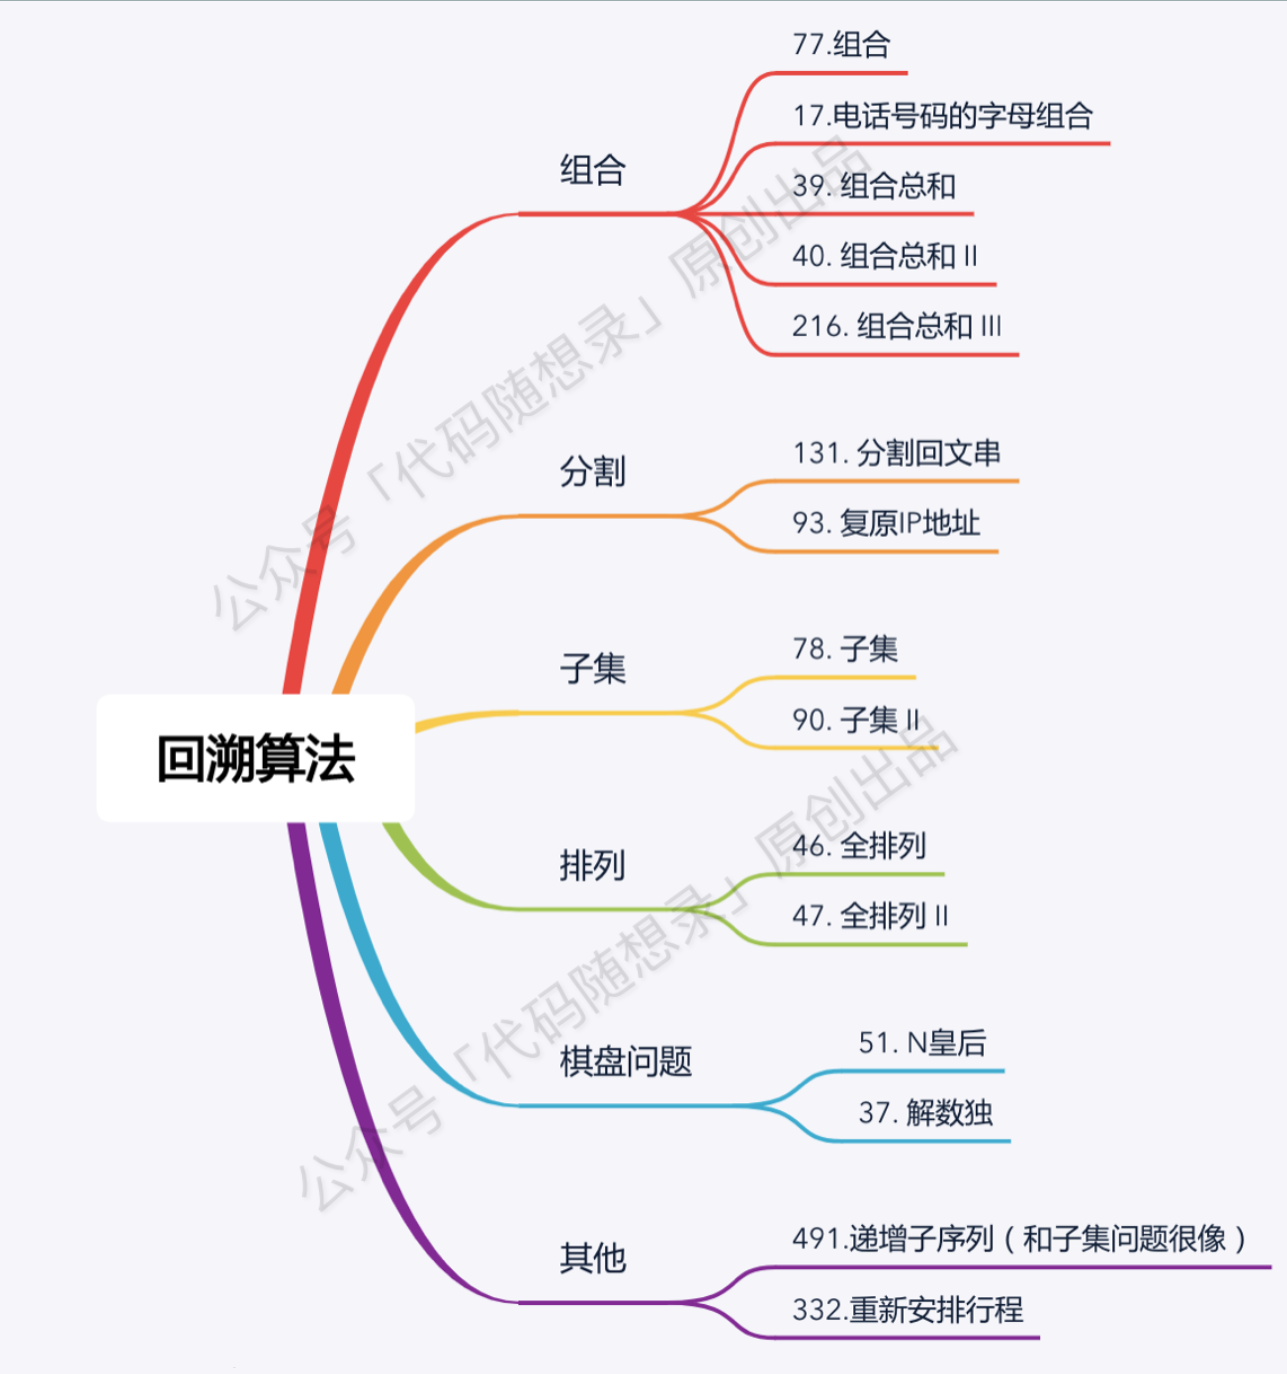 77.组合
17.电话号码的字母组合
组合
39. 组合总和
40. 组合总和 II
216. 组合总和 III
分割
131. 分割回文串
93. 复原IP地址
子集
78. 子集
90. 子集 II
回溯算法
排列
46. 全排列
47. 全排列 II
棋盘问题
51. N皇后
37. 解数独
其他
491.递增子序列（和子集问题很像）
332.重新安排行程
公众号「代码随想录」原创出品
公众号「代码随想录」原创出品